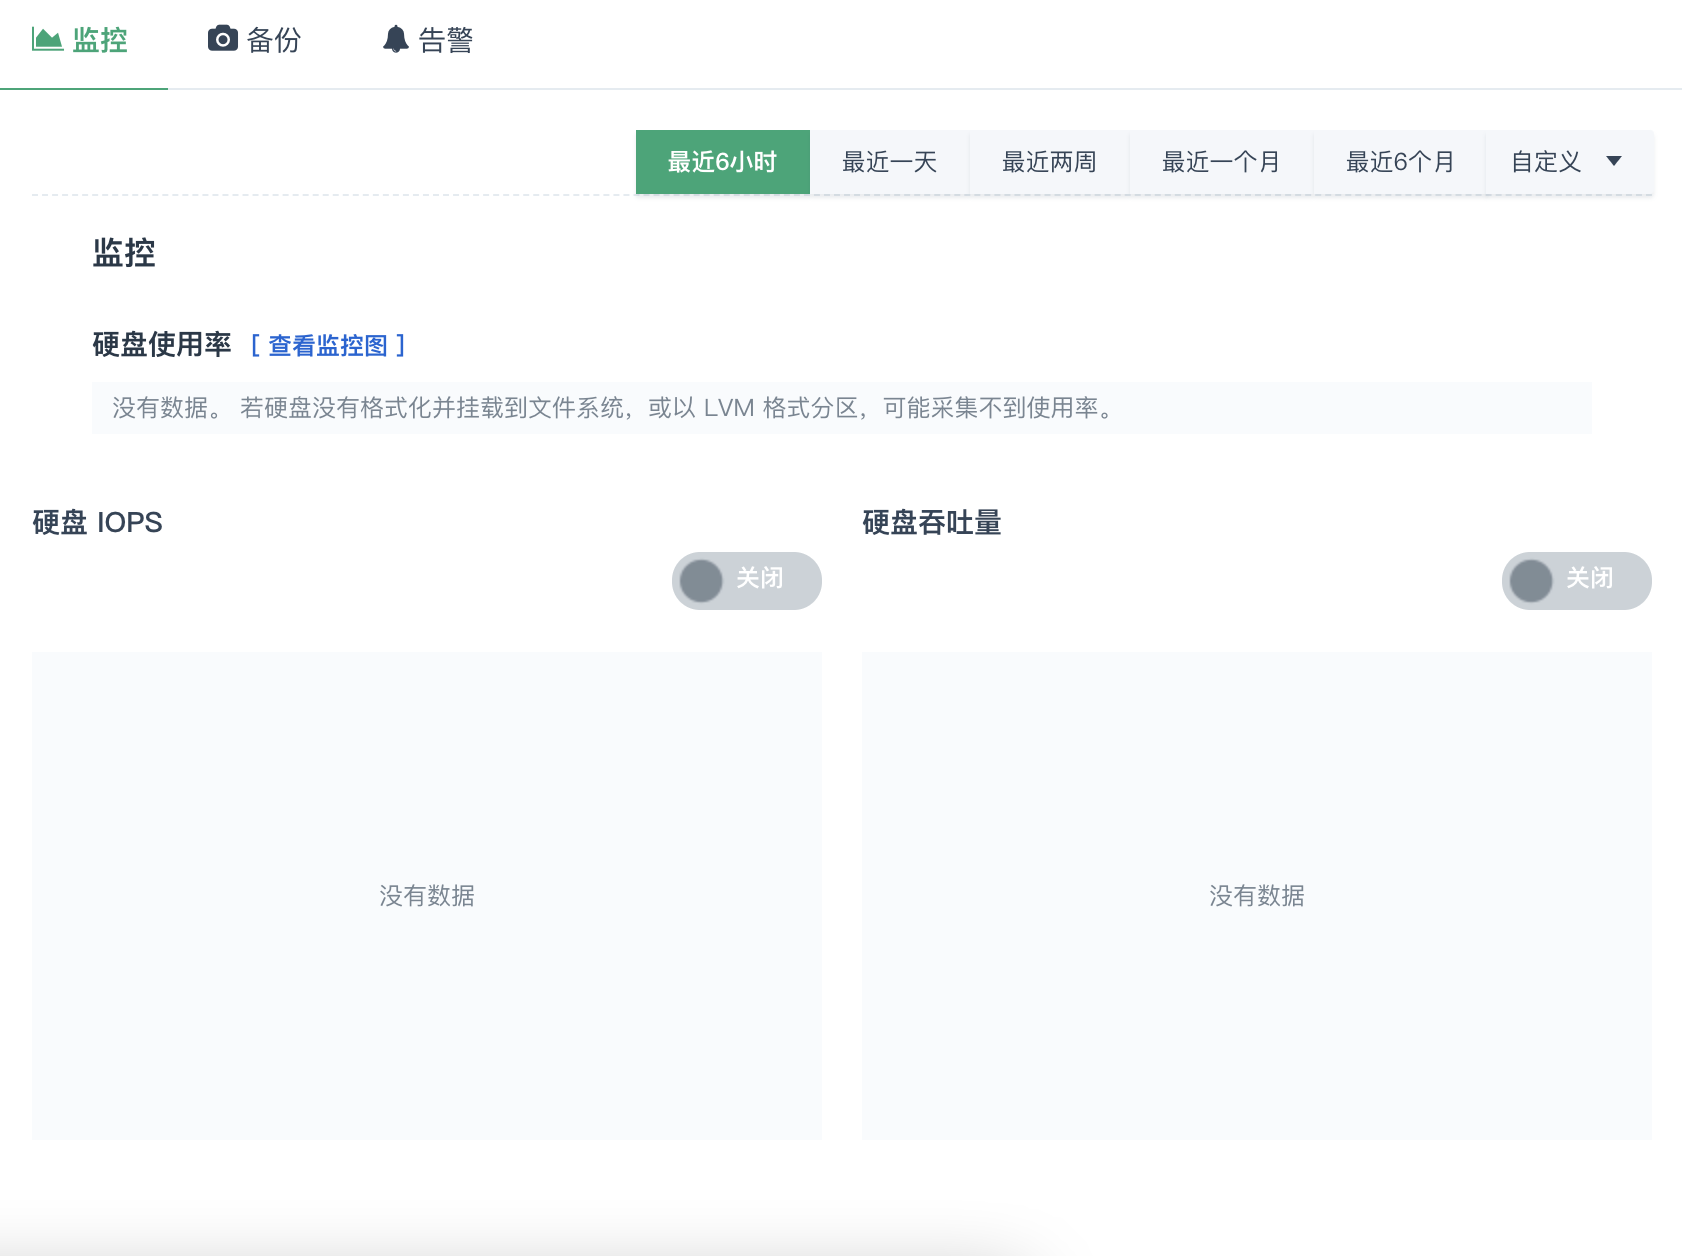 监控 备份 告警
最近6小时 最近一天 最近两周 最近一个月 最近6个月 自定义
监控
硬盘使用率 [ 查看监控图 ]
没有数据。 若硬盘没有格式化并挂载到文件系统，或以 LVM 格式分区，可能采集不到使用率。
硬盘 IOPS 硬盘吞吐量
关闭 关闭
没有数据 没有数据